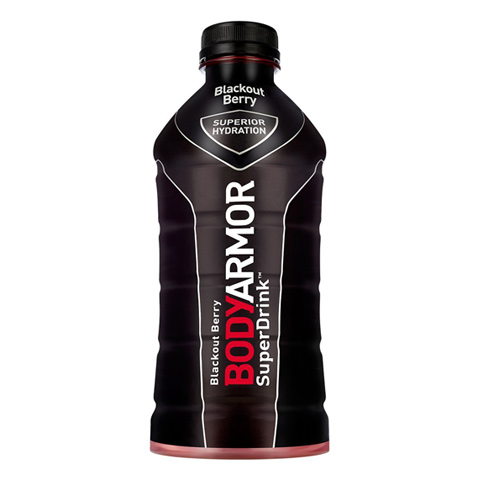 Blackout
Berry
SUPERIOR
HYDRATION
Blackout Berry
BODYARMOR
SuperDrink™